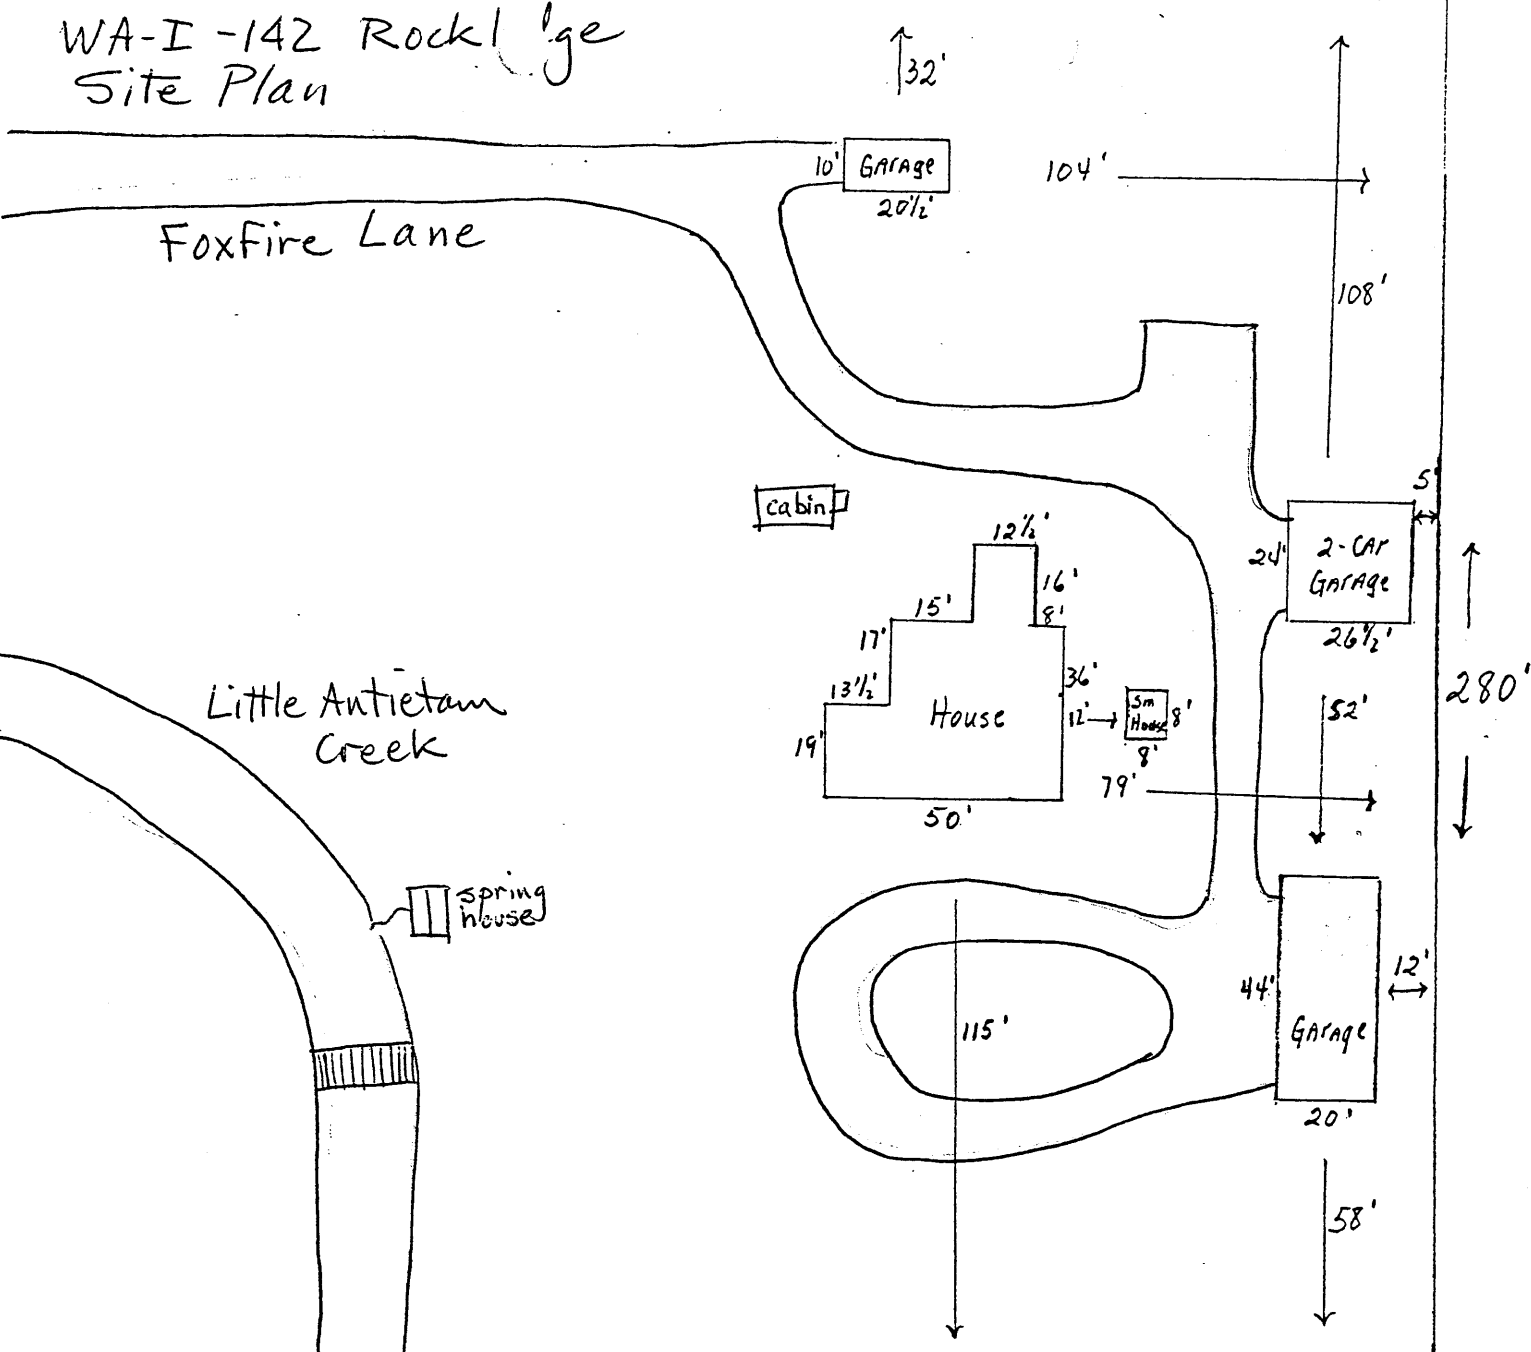 WA-I-142
Site Plan
32'
10'
Garage
20½'
104'
FoxFire Lane
108'
5'
cabin
12½'
24'
2-CAr
Garage
26½'
16'
15'
8'
17'
36'
13½'
House
12'
Sm
House
8'
8'
19'
79'
50'
52'
280'
Little Antietam
Creek
spring
house
115'
44'
Garage
12'
20'
58'